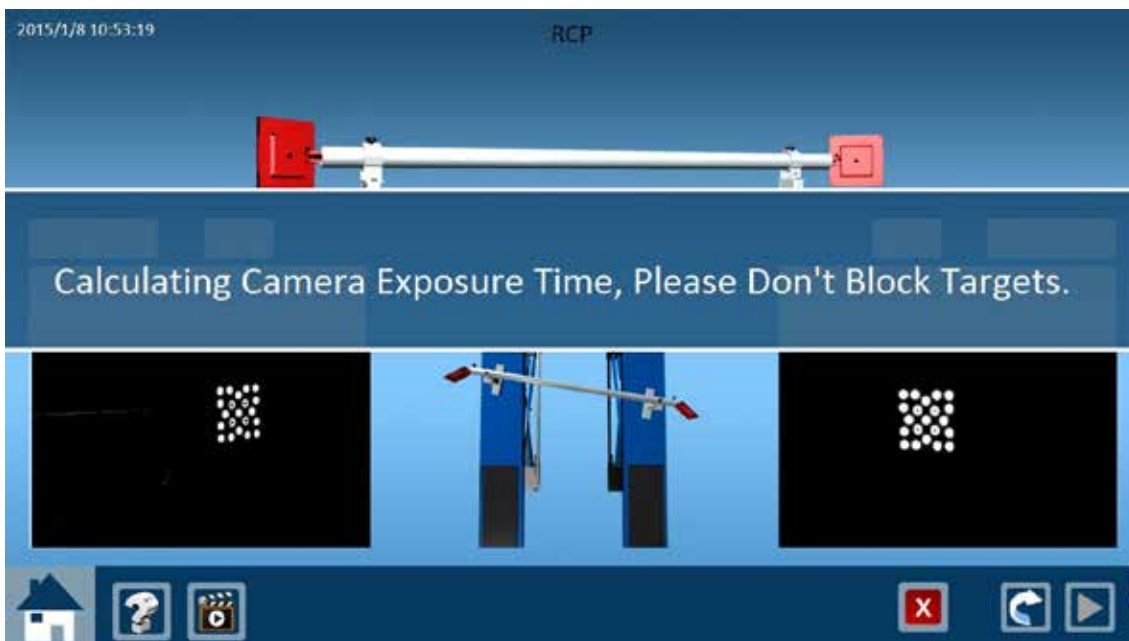 2015/1/8 10:53:19
RCP
Calculating Camera Exposure Time, Please Don't Block Targets.
?
X